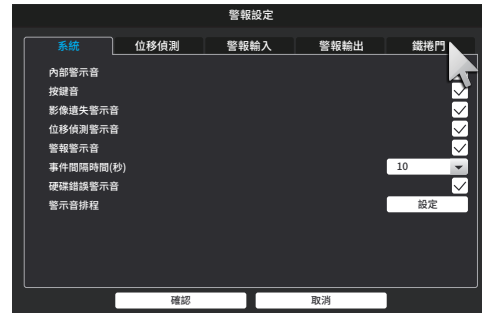 警報設定
系統 位移偵測 警報輸入 警報輸出 鐵捲門
內部警示音
按鍵音
影像遺失警示音
位移偵測警示音
警報警示音
事件間隔時間(秒) 10
硬碟錯誤警示音
警示音排程 設定
確認 取消